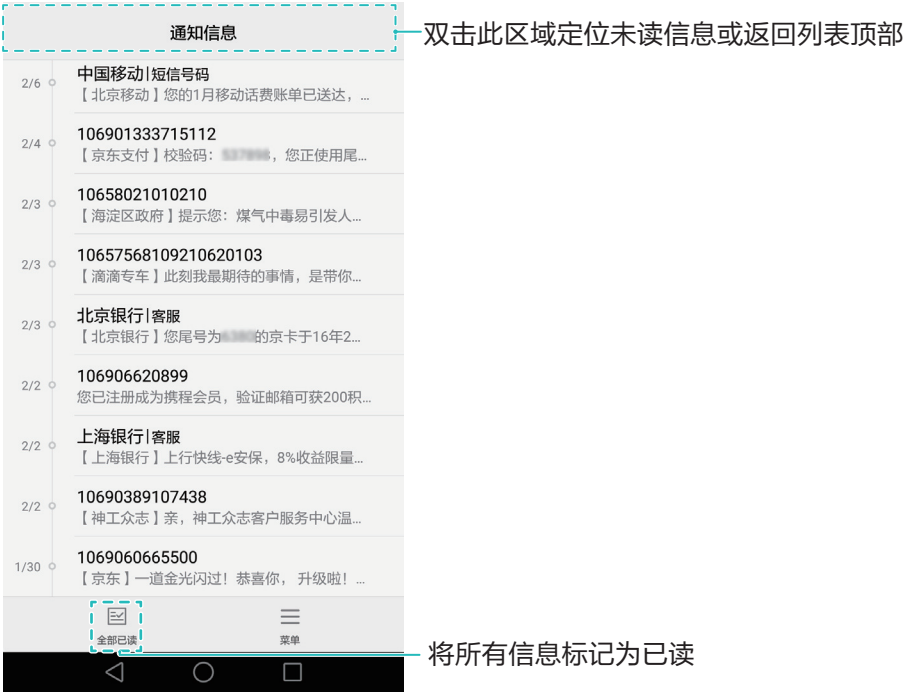 通知信息
双击此区域定位未读信息或返回列表顶部
2/6
中国移动|短信号码
【北京移动】您的1月移动话费账单已送达，...
2/4
106901333715112
【京东支付】校验码： ，您正使用尾...
2/3
10658021010210
【海淀区政府】提示您：煤气中毒易引发人...
2/3
10657568109210620103
【滴滴专车】此刻我最期待的事情，是带你...
2/3
北京银行|客服
【北京银行】您尾号为 的京卡于16年2...
2/2
106906620899
您已注册成为携程会员，验证邮箱可获200积...
2/2
上海银行|客服
【上海银行】上行快线-e安保，8%收益限量...
2/2
10690389107438
【神工众志】亲，神工众志客户服务中心温...
1/30
1069060665500
【京东】一道金光闪过！恭喜你， 升级啦！...
全部已读
菜单
将所有信息标记为已读